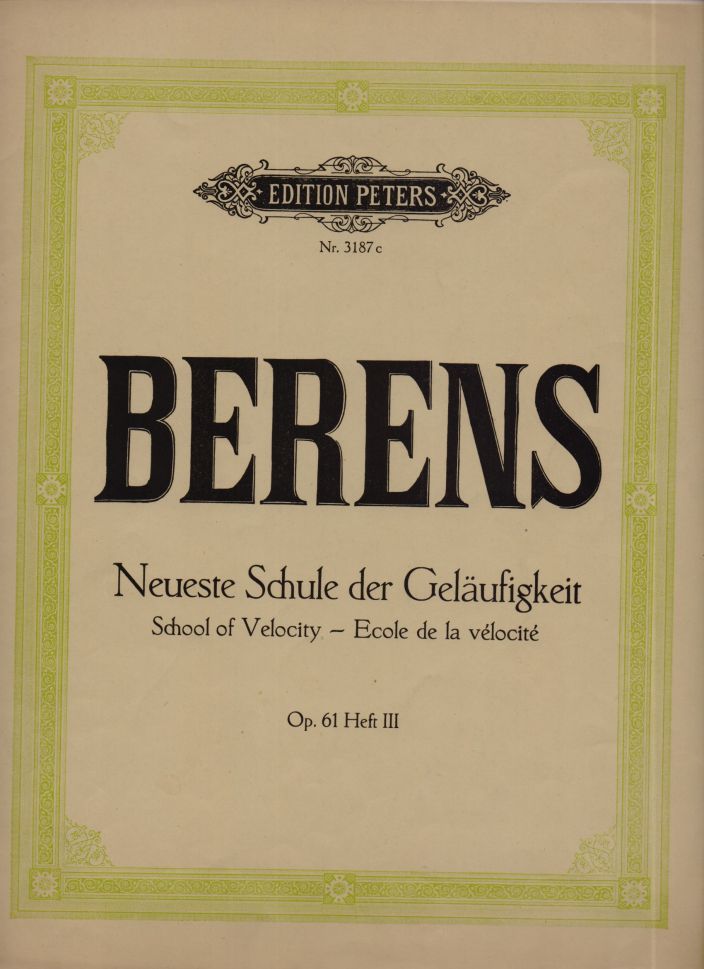 EDITION PETERS
Nr. 3187 c
BERENS
Neueste Schule der Geläufigkeit
School of Velocity – Ecole de la vélocité
Op. 61 Heft III